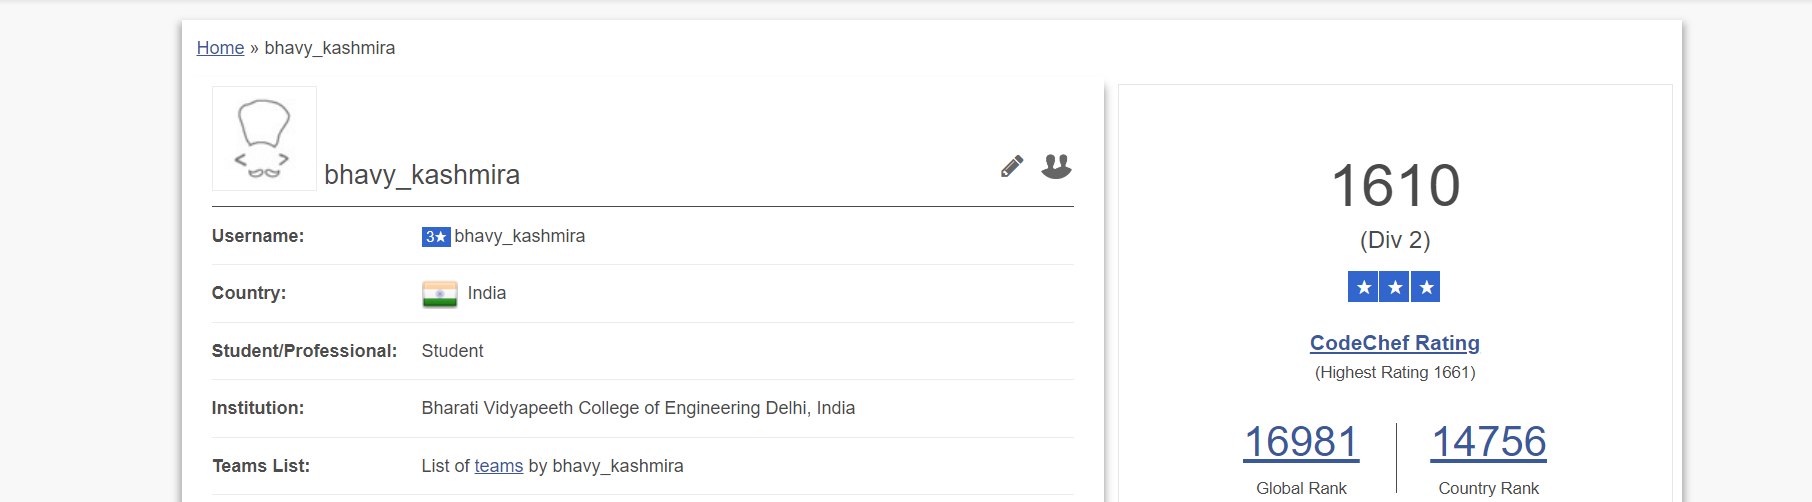 Home » bhavy_kashmira
bhavy_kashmira
Username: 3★ bhavy_kashmira
Country: India
Student/Professional: Student
Institution: Bharati Vidyapeeth College of Engineering Delhi, India
Teams List: List of teams by bhavy_kashmira
1610
(Div 2)
★ ★ ★
CodeChef Rating
(Highest Rating 1661)
16981 14756
Global Rank Country Rank